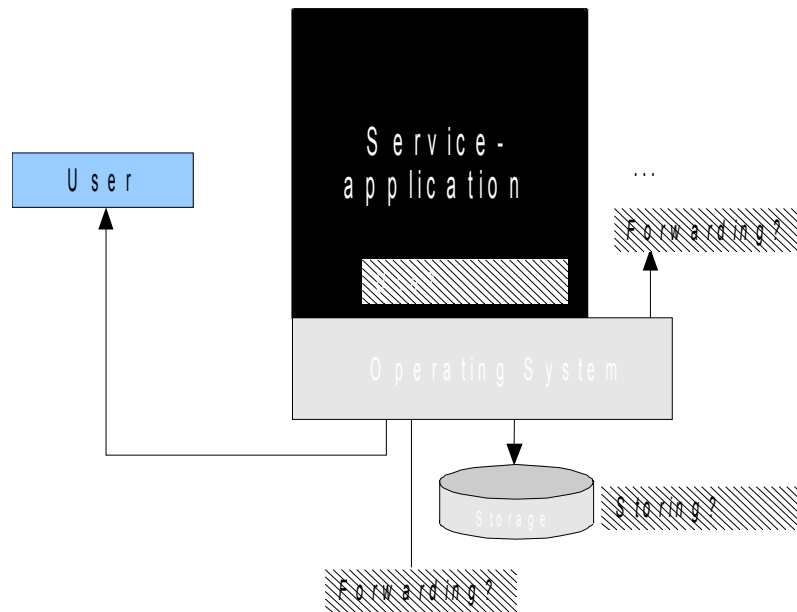 Service-
application
User
...
Forwarding?
Operating System
Storage
Storing?
Forwarding?